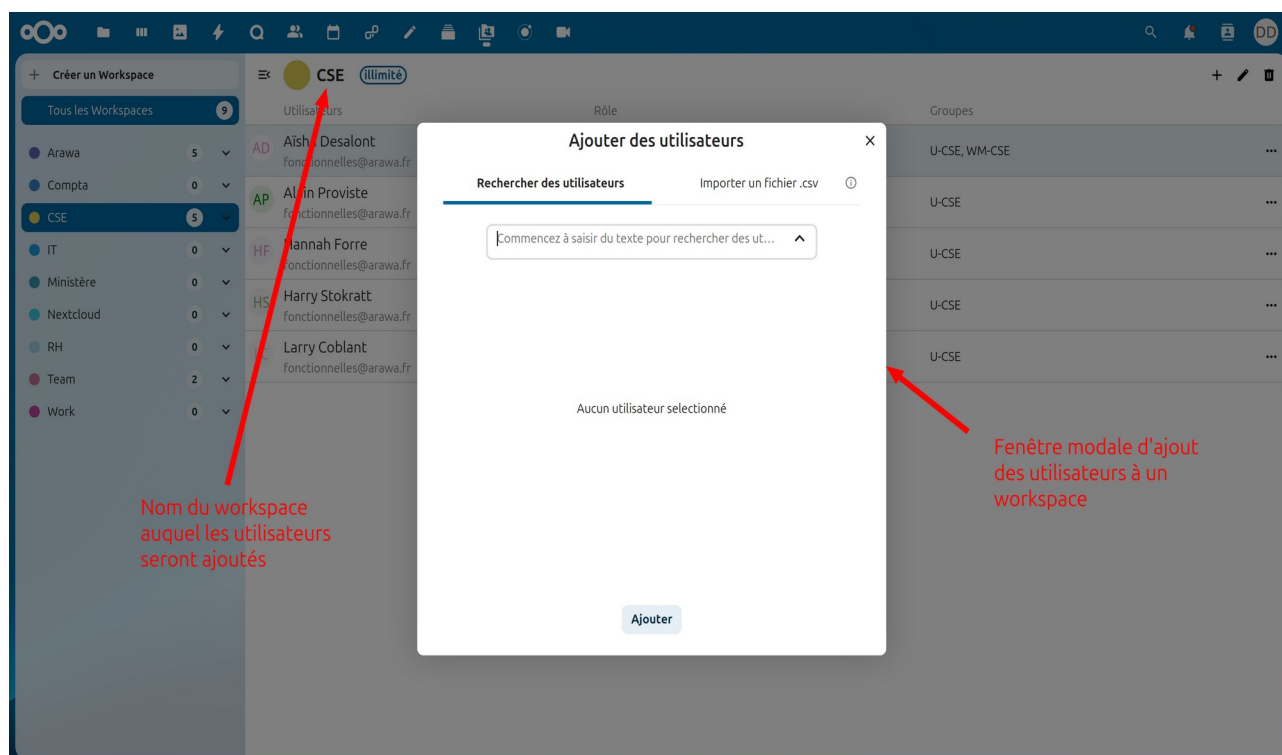 DD
+ Créer un Workspace
CSE (illimité)
Tous les Workspaces 9
Utilisateurs Rôle Groupes
Arawa 5
Compta 0
CSE 5
IT 0
Ministère 0
Nextcloud 0
RH 0
Team 2
Work 0
AD Aïsha Desalont
fonctionnelles@arawa.fr
U-CSE, WM-CSE
AP Alain Proviste
fonctionnelles@arawa.fr
U-CSE
HF Hannah Forre
fonctionnelles@arawa.fr
U-CSE
HS Harry Stokratt
fonctionnelles@arawa.fr
U-CSE
Larry Coblant
fonctionnelles@arawa.fr
U-CSE
Ajouter des utilisateurs
Rechercher des utilisateurs Importer un fichier .csv
Commencez à saisir du texte pour rechercher des ut...
Aucun utilisateur selectionné
Ajouter
Nom du workspace
auquel les utilisateurs
seront ajoutés
Fenêtre modale d'ajout
des utilisateurs à un
workspace